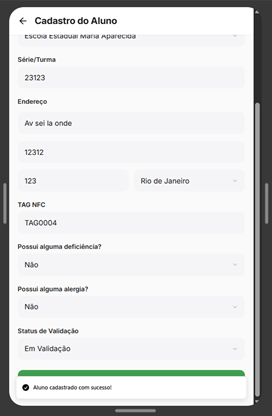 Cadastro do Aluno
Escola Estadual Maria Aparecida
Série/Turma
23123
Endereço
Av sei la onde
12312
123
Rio de Janeiro
TAG NFC
TAG0004
Possui alguma deficiência?
Não
Possui alguma alergia?
Não
Status de Validação
Em Validação
Aluno cadastrado com sucesso!